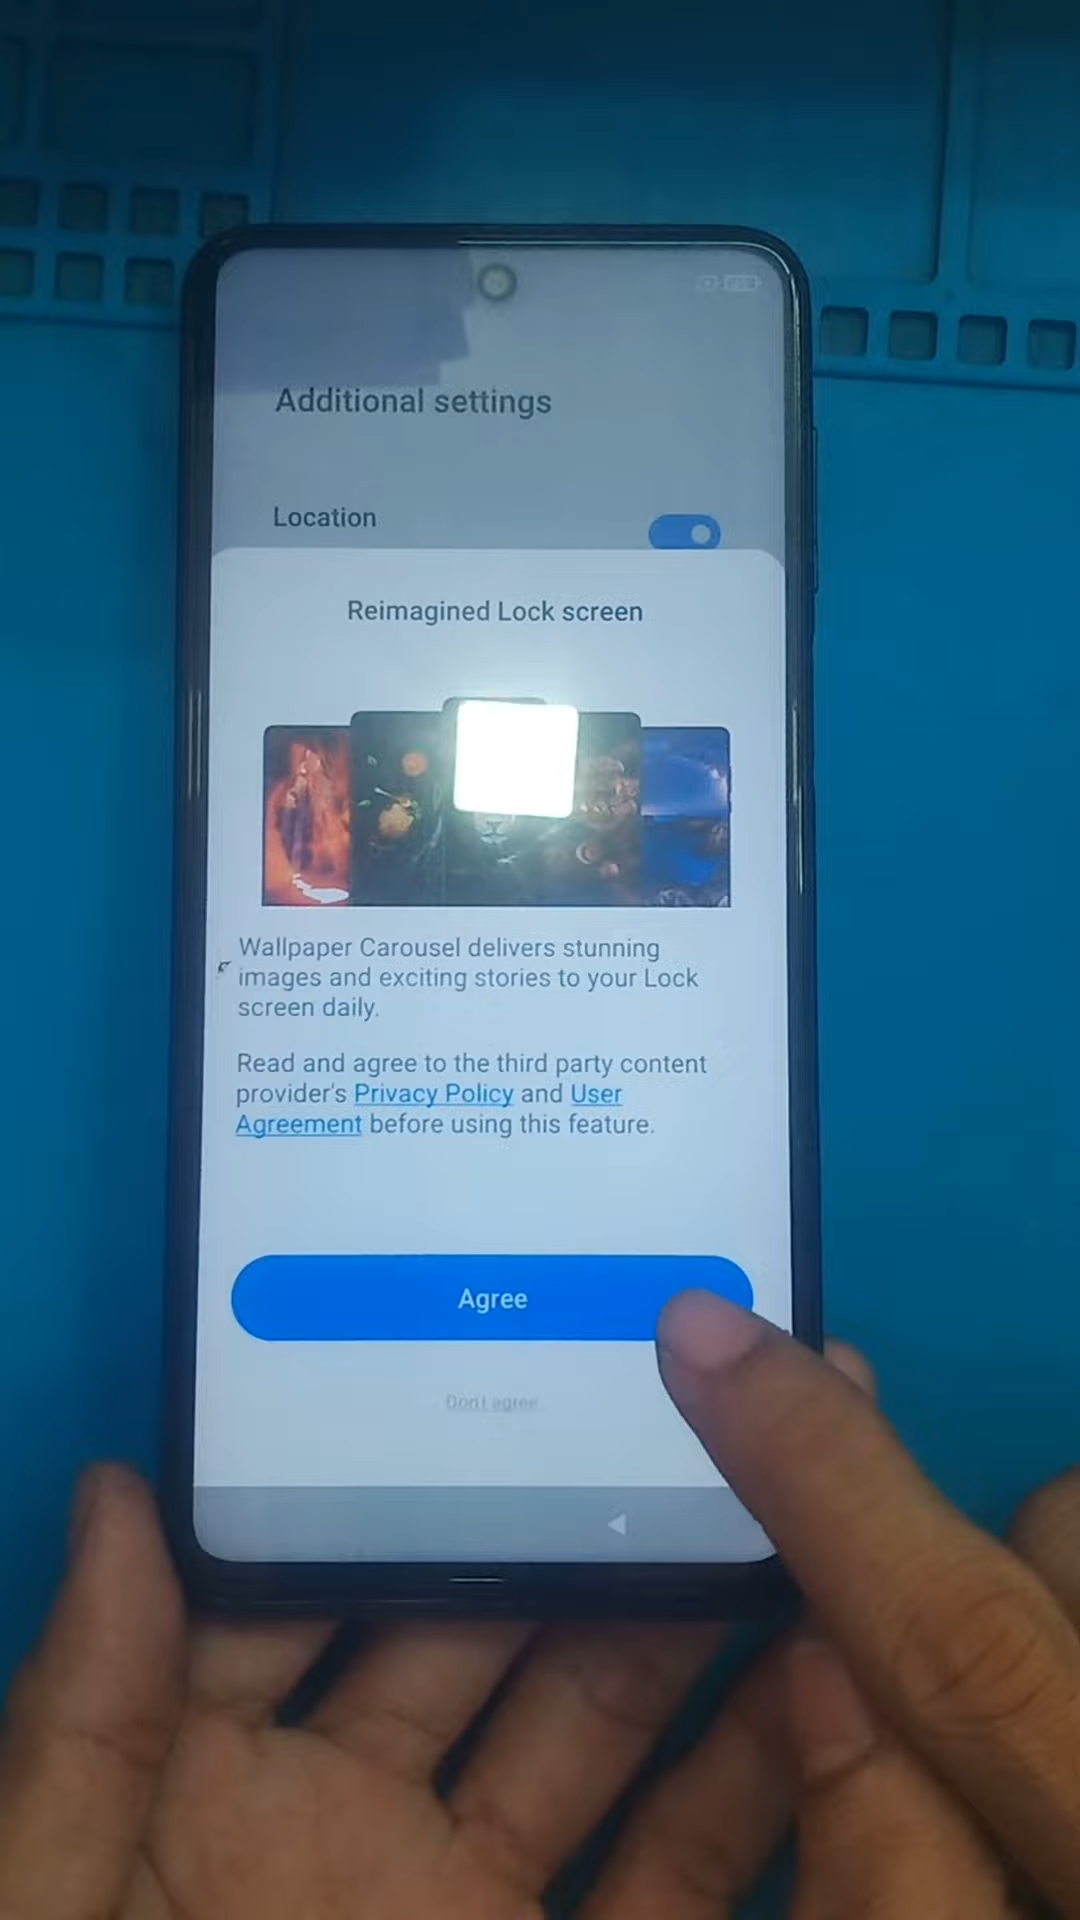 Additional settings
Location
Reimagined Lock screen
Wallpaper Carousel delivers stunning
images and exciting stories to your Lock
screen daily.
Read and agree to the third party content
provider's Privacy Policy and User
Agreement before using this feature.
Agree
Don't agree